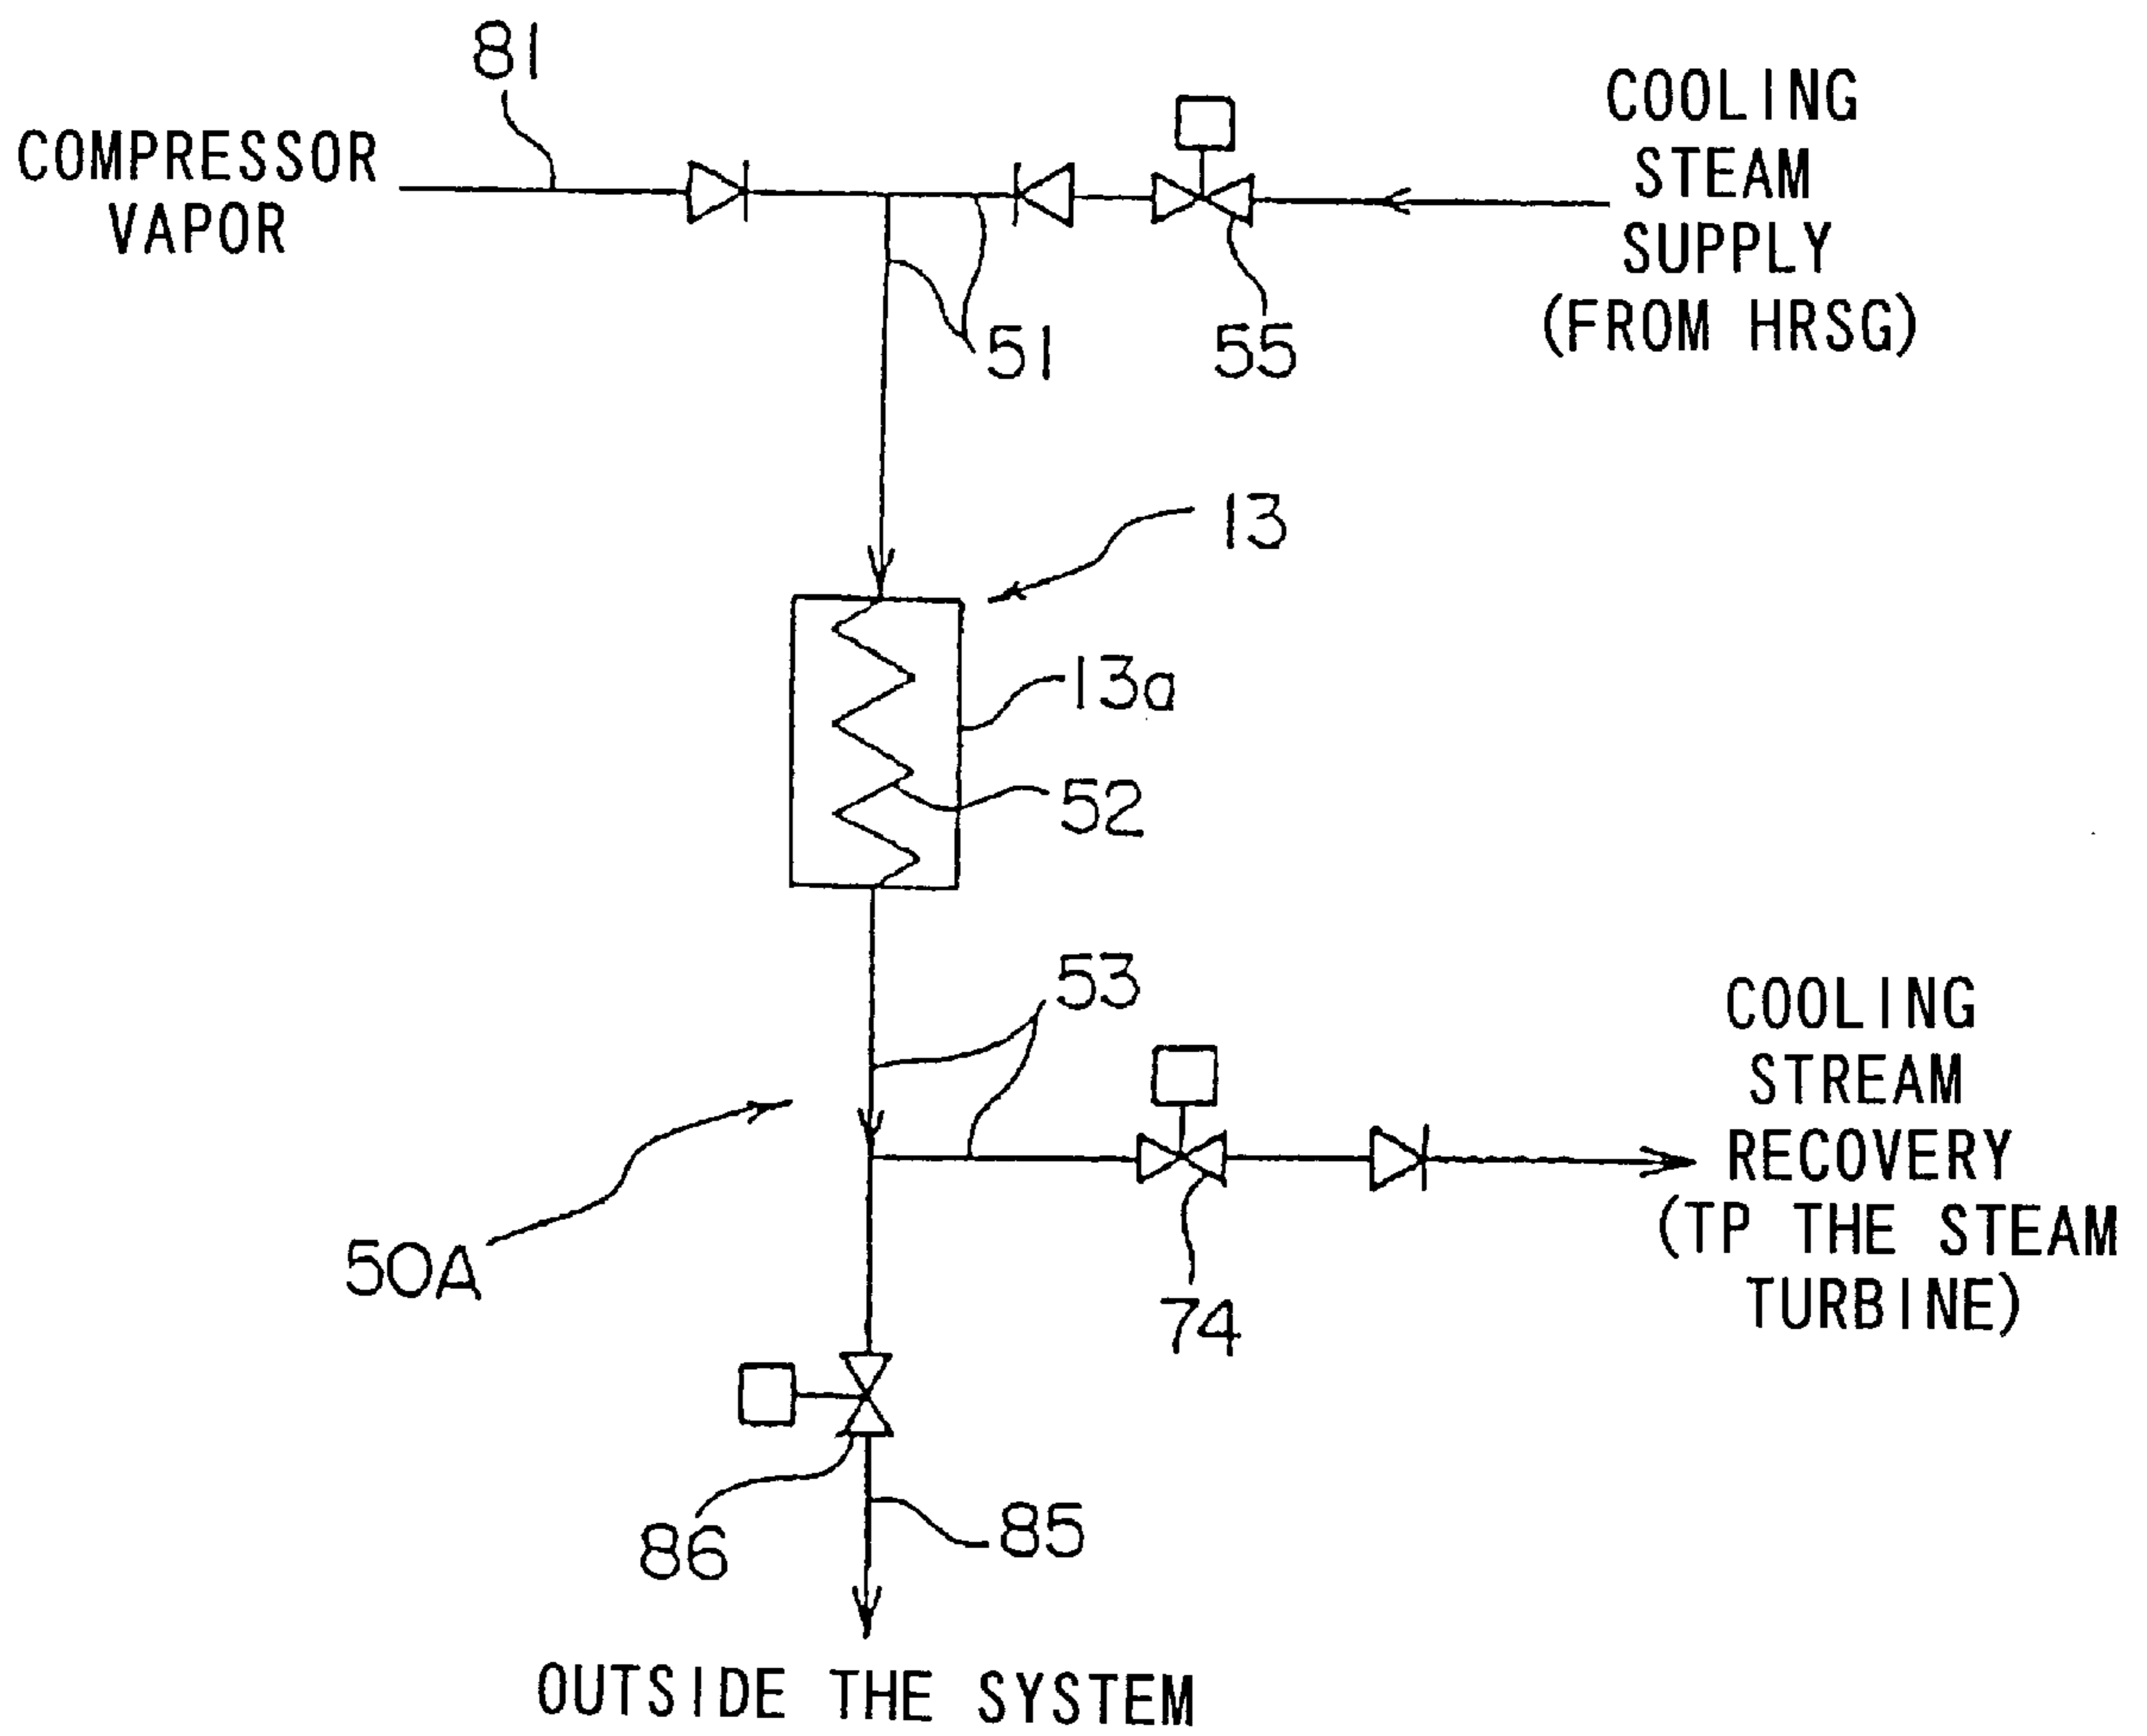 81
COMPRESSOR
VAPOR
COOLING
STEAM
SUPPLY
(FROM HRSG)
51
55
13
13a
52
53
COOLING
STREAM
RECOVERY
(TP THE STEAM
TURBINE)
50A
74
86
85
OUTSIDE THE SYSTEM